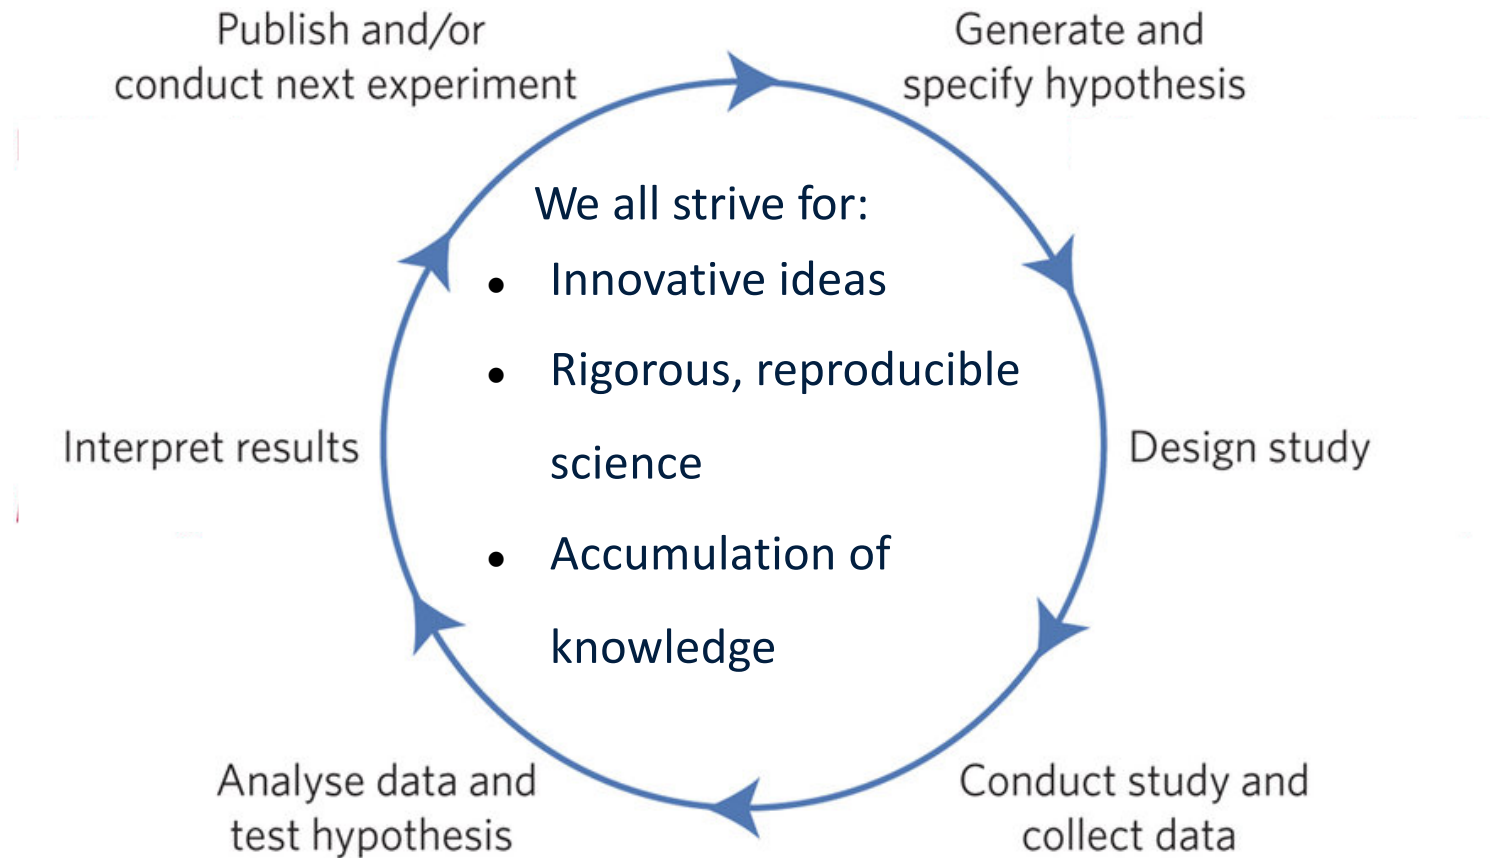 Publish and/or
conduct next experiment
Generate and
specify hypothesis
We all strive for:
• Innovative ideas
• Rigorous, reproducible
science
• Accumulation of
knowledge
Interpret results
Design study
Analyse data and
test hypothesis
Conduct study and
collect data